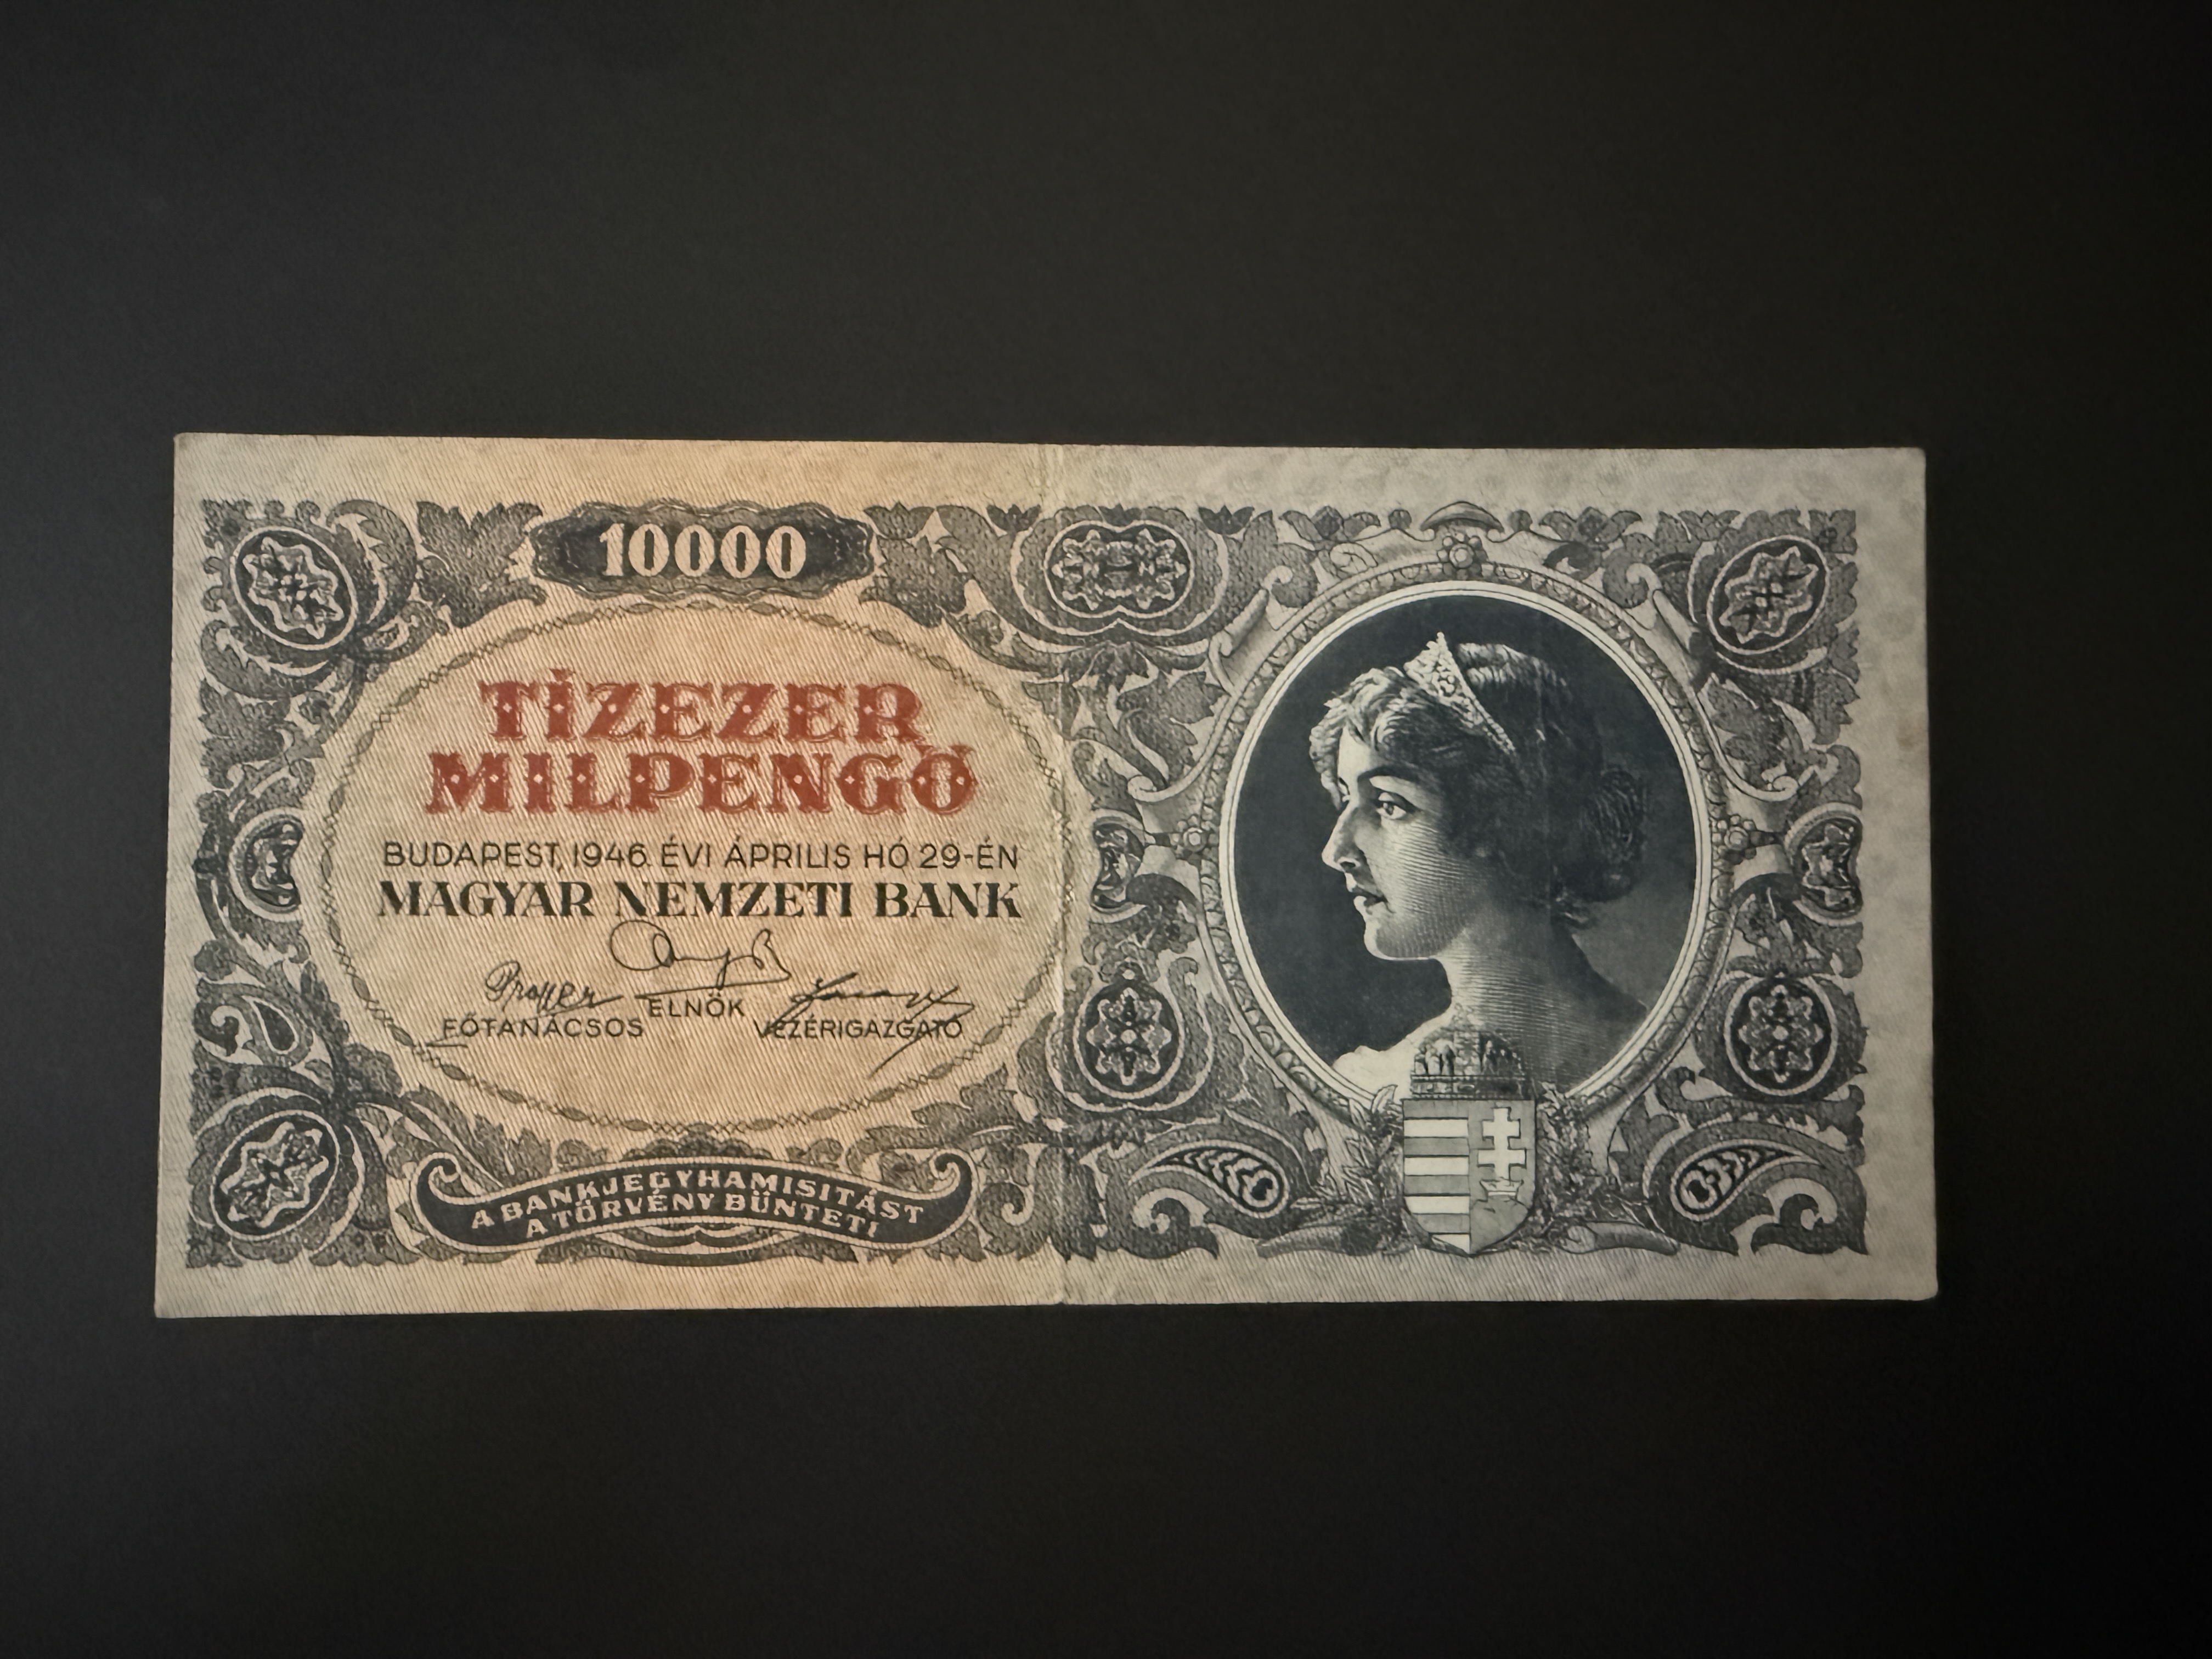 10000
TÍZEZER
MILPENGŐ
BUDAPEST, 1946. ÉVI ÁPRILIS HÓ 29-ÉN
MAGYAR NEMZETI BANK
ELNÖK
FŐTANÁCSOS
VEZÉRIGAZGATÓ
A BANKJEGYHAMISITÁST
A TÖRVÉNY BÜNTETI